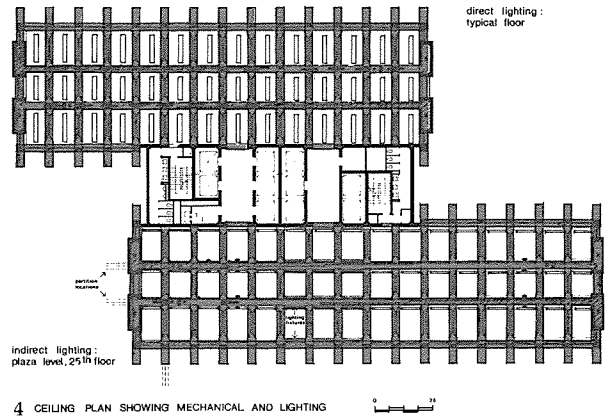 direct lighting :
typical floor
partition
locations
lighting
fixtures
indirect lighting :
plaza level, 25th floor
4 CEILING PLAN SHOWING MECHANICAL AND LIGHTING
0